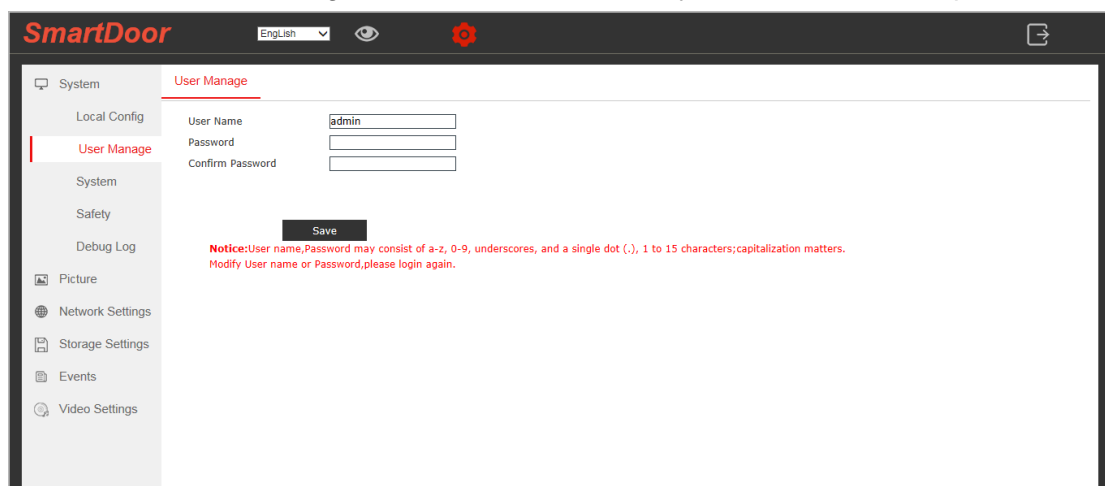 SmartDoor
EngLish
System
User Manage
Local Config
User Name
admin
User Manage
Password
Confirm Password
System
Safety
Save
Debug Log
Notice:User name,Password may consist of a-z, 0-9, underscores, and a single dot (.), 1 to 15 characters;capitalization matters.
Modify User name or Password,please login again.
Picture
Network Settings
Storage Settings
Events
Video Settings